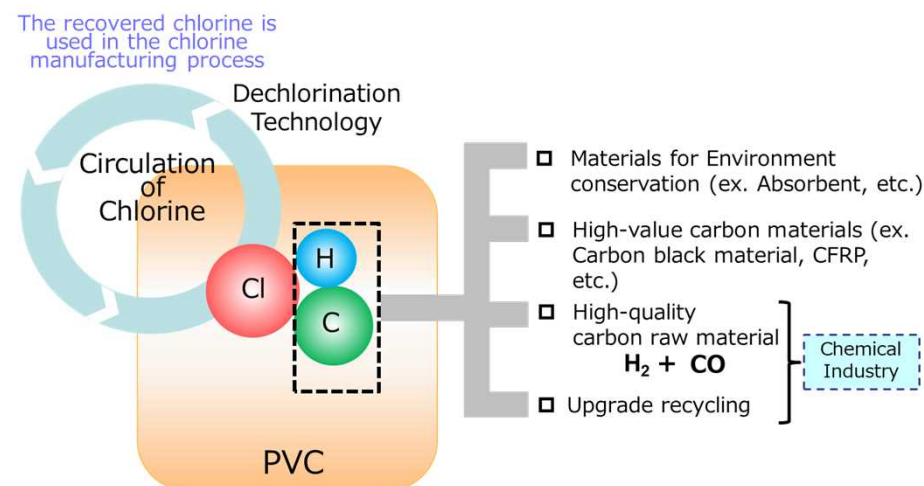 The recovered chlorine is
used in the chlorine
manufacturing process
Dechlorination
Technology
Circulation
of
Chlorine
Cl
H
C
PVC
Materials for Environment
conservation (ex. Absorbent, etc.)
High-value carbon materials (ex.
Carbon black material, CFRP,
etc.)
High-quality
carbon raw material
H₂ + CO
Upgrade recycling
Chemical
Industry